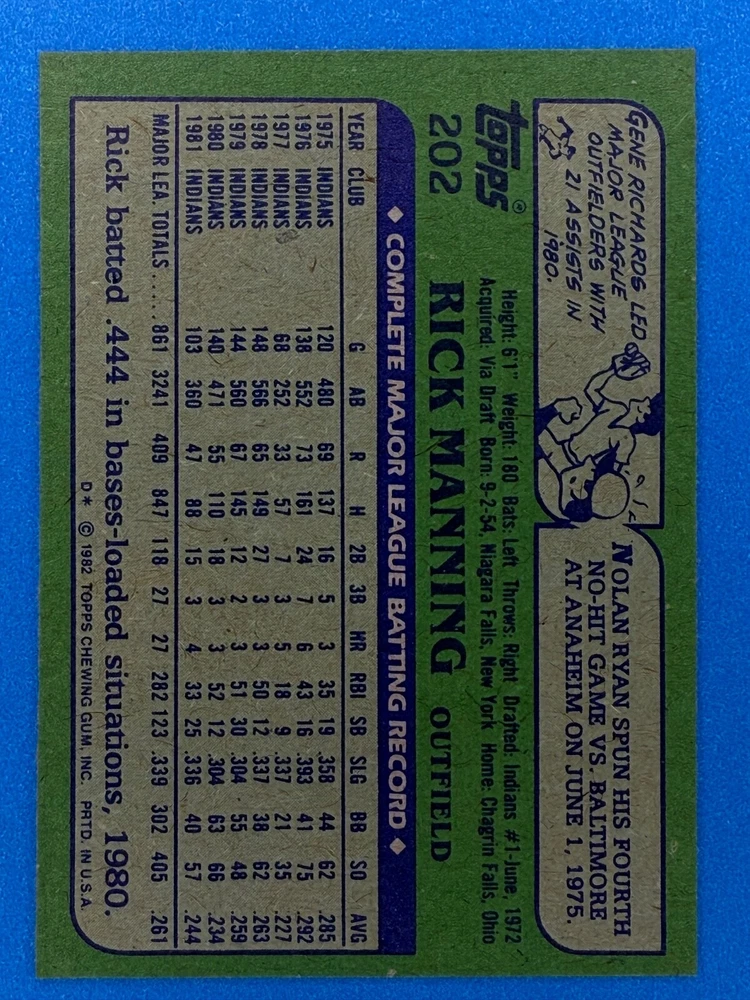 GENE RICHARDS LED
MAJOR LEAGUE
OUTFIELDERS WITH
21 ASSISTS IN
1980.
NOLAN RYAN SPUN HIS FOURTH
NO-HIT GAME VS. BALTIMORE
AT ANAHEIM ON JUNE 1, 1975.
topps®
202
Height: 6'1" Weight: 180 Bats: Left Throws: Right Drafted: Indians #1-June, 1972
Acquired: Via Draft Born: 9-2-54, Niagara Falls, New York Home: Chagrin Falls, Ohio
RICK MANNING OUTFIELD
◆ COMPLETE MAJOR LEAGUE BATTING RECORD ◆
YEAR CLUB G AB R H 2B 3B HR RBI SB SLG BB SO AVG
1975 INDIANS 120 480 69 137 16 5 3 35 19 .358 44 62 .285
1976 INDIANS 138 552 73 161 24 7 6 43 16 .393 41 75 .292
1977 INDIANS 68 252 33 57 7 3 5 18 9 .337 21 35 .227
1978 INDIANS 148 566 65 149 27 3 3 50 12 .337 38 62 .263
1979 INDIANS 144 560 67 145 12 2 3 51 30 .304 55 48 .259
1980 INDIANS 140 471 55 110 18 3 3 52 12 .304 63 66 .234
1981 INDIANS 103 360 47 88 15 3 4 33 25 .336 40 57 .244
MAJOR LEA TOTALS ..... 861 3241 409 847 118 27 27 282 123 .339 302 405 .261
Rick batted .444 in bases-loaded situations, 1980.
D* © 1982 TOPPS CHEWING GUM, INC. PRTD. IN U.S.A.